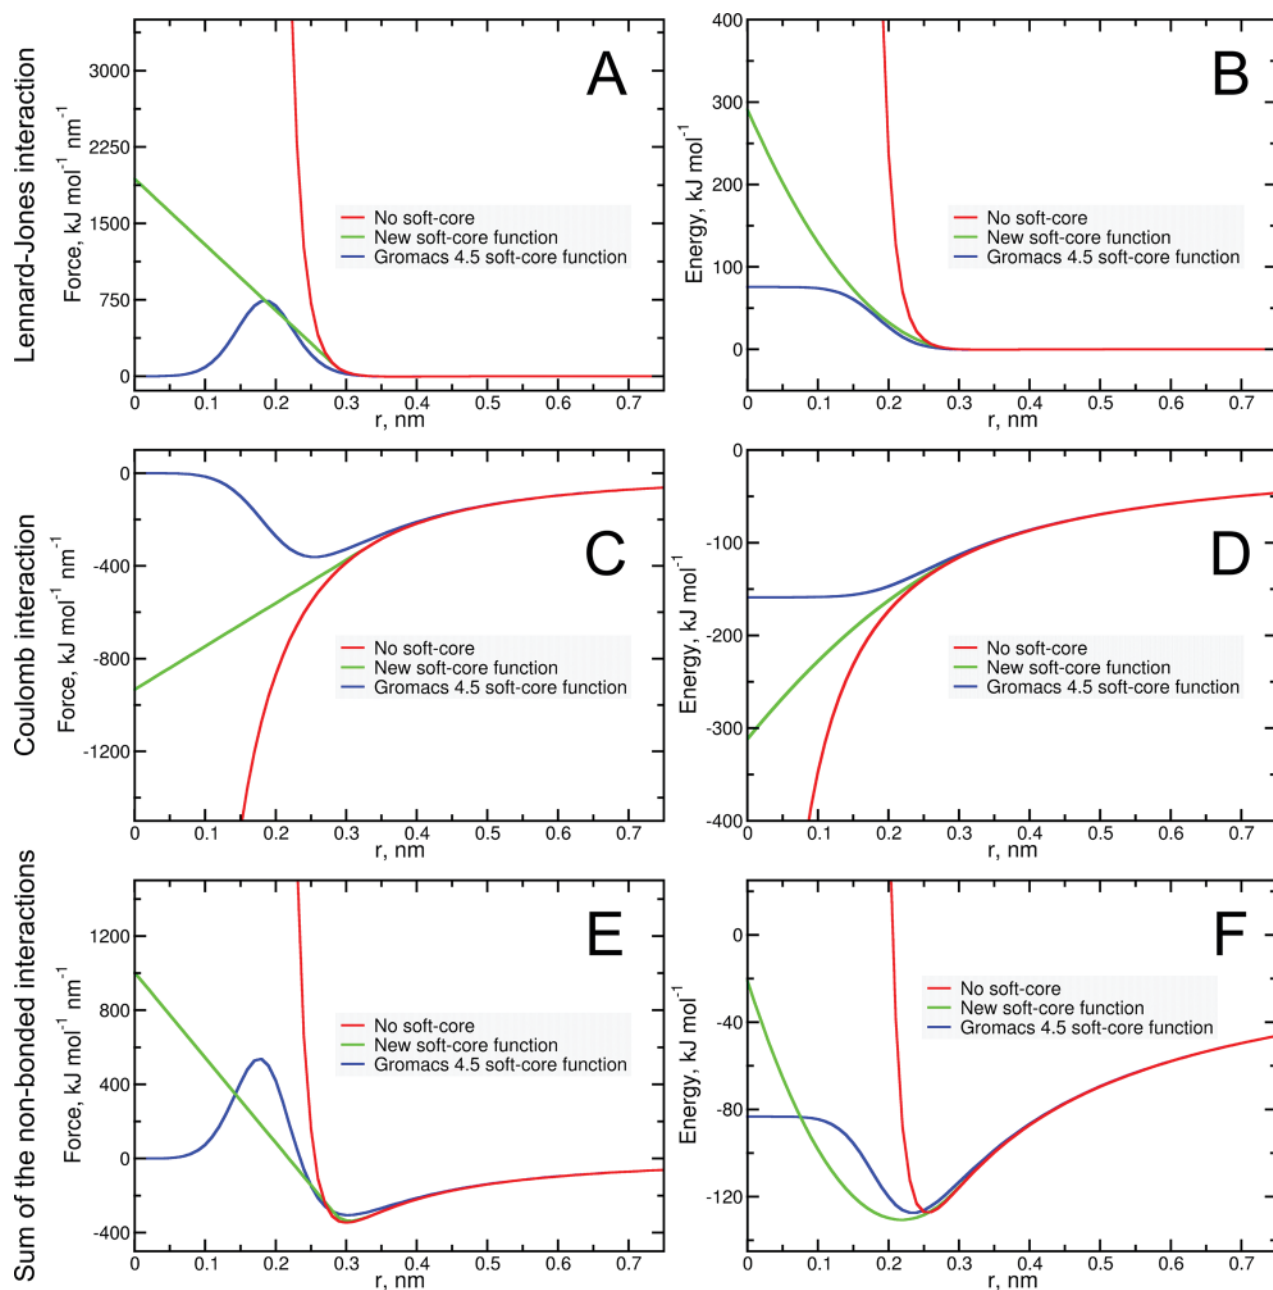 Lennard-Jones interaction
Force, kJ mol⁻¹ nm⁻¹
3000
2250
1500
750
0
A
No soft-core
New soft-core function
Gromacs 4.5 soft-core function
0 0.1 0.2 0.3 0.4 0.5 0.6 0.7
r, nm
Energy, kJ mol⁻¹
400
300
200
100
0
B
No soft-core
New soft-core function
Gromacs 4.5 soft-core function
0 0.1 0.2 0.3 0.4 0.5 0.6 0.7
r, nm
Coulomb interaction
Force, kJ mol⁻¹ nm⁻¹
0
-400
-800
-1200
C
No soft-core
New soft-core function
Gromacs 4.5 soft-core function
0 0.1 0.2 0.3 0.4 0.5 0.6 0.7
r, nm
Energy, kJ mol⁻¹
0
-100
-200
-300
-400
D
No soft-core
New soft-core function
Gromacs 4.5 soft-core function
0 0.1 0.2 0.3 0.4 0.5 0.6 0.7
r, nm
Sum of the non-bonded interactions
Force, kJ mol⁻¹ nm⁻¹
1200
800
400
0
-400
E
No soft-core
New soft-core function
Gromacs 4.5 soft-core function
0 0.1 0.2 0.3 0.4 0.5 0.6 0.7
r, nm
Energy, kJ mol⁻¹
0
-40
-80
-120
F
No soft-core
New soft-core function
Gromacs 4.5 soft-core function
0 0.1 0.2 0.3 0.4 0.5 0.6 0.7
r, nm